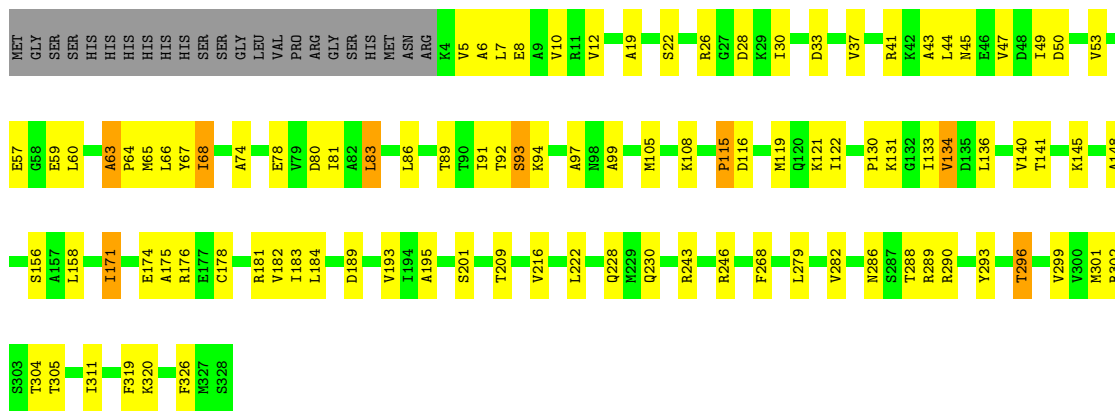 MET GLY SER SER HIS HIS HIS HIS HIS HIS SER SER GLY LEU VAL PRO ARG GLY SER HIS MET ASN ARG K4 V5 A6 L7 E8 A9 V10 R11 V12 A19 S22 R26 G27 D28 K29 I30 D33 V37 R41 K42 A43 L44 N45 E46 V47 D48 I49 D50 V53
E57 G58 E59 L60 A63 P64 M65 L66 Y67 I68 A74 E78 V79 D80 I81 A82 L83 L86 T89 T90 I91 T92 S93 K94 A97 N98 A99 M105 K108 P115 D116 M119 Q120 K121 I122 P130 K131 G132 I133 V134 D135 L136 V140 T141 K145 A148
S156 A157 L158 I171 E174 A175 R176 E177 C178 R181 V182 I183 L184 D189 V193 I194 A195 S201 T209 V216 L222 Q228 M229 Q230 R243 R246 F268 L279 V282 N286 S287 T288 R289 R290 Y293 T296 V299 V300 M301
S303 T304 T305 I311 F319 K320 F326 M327 S328